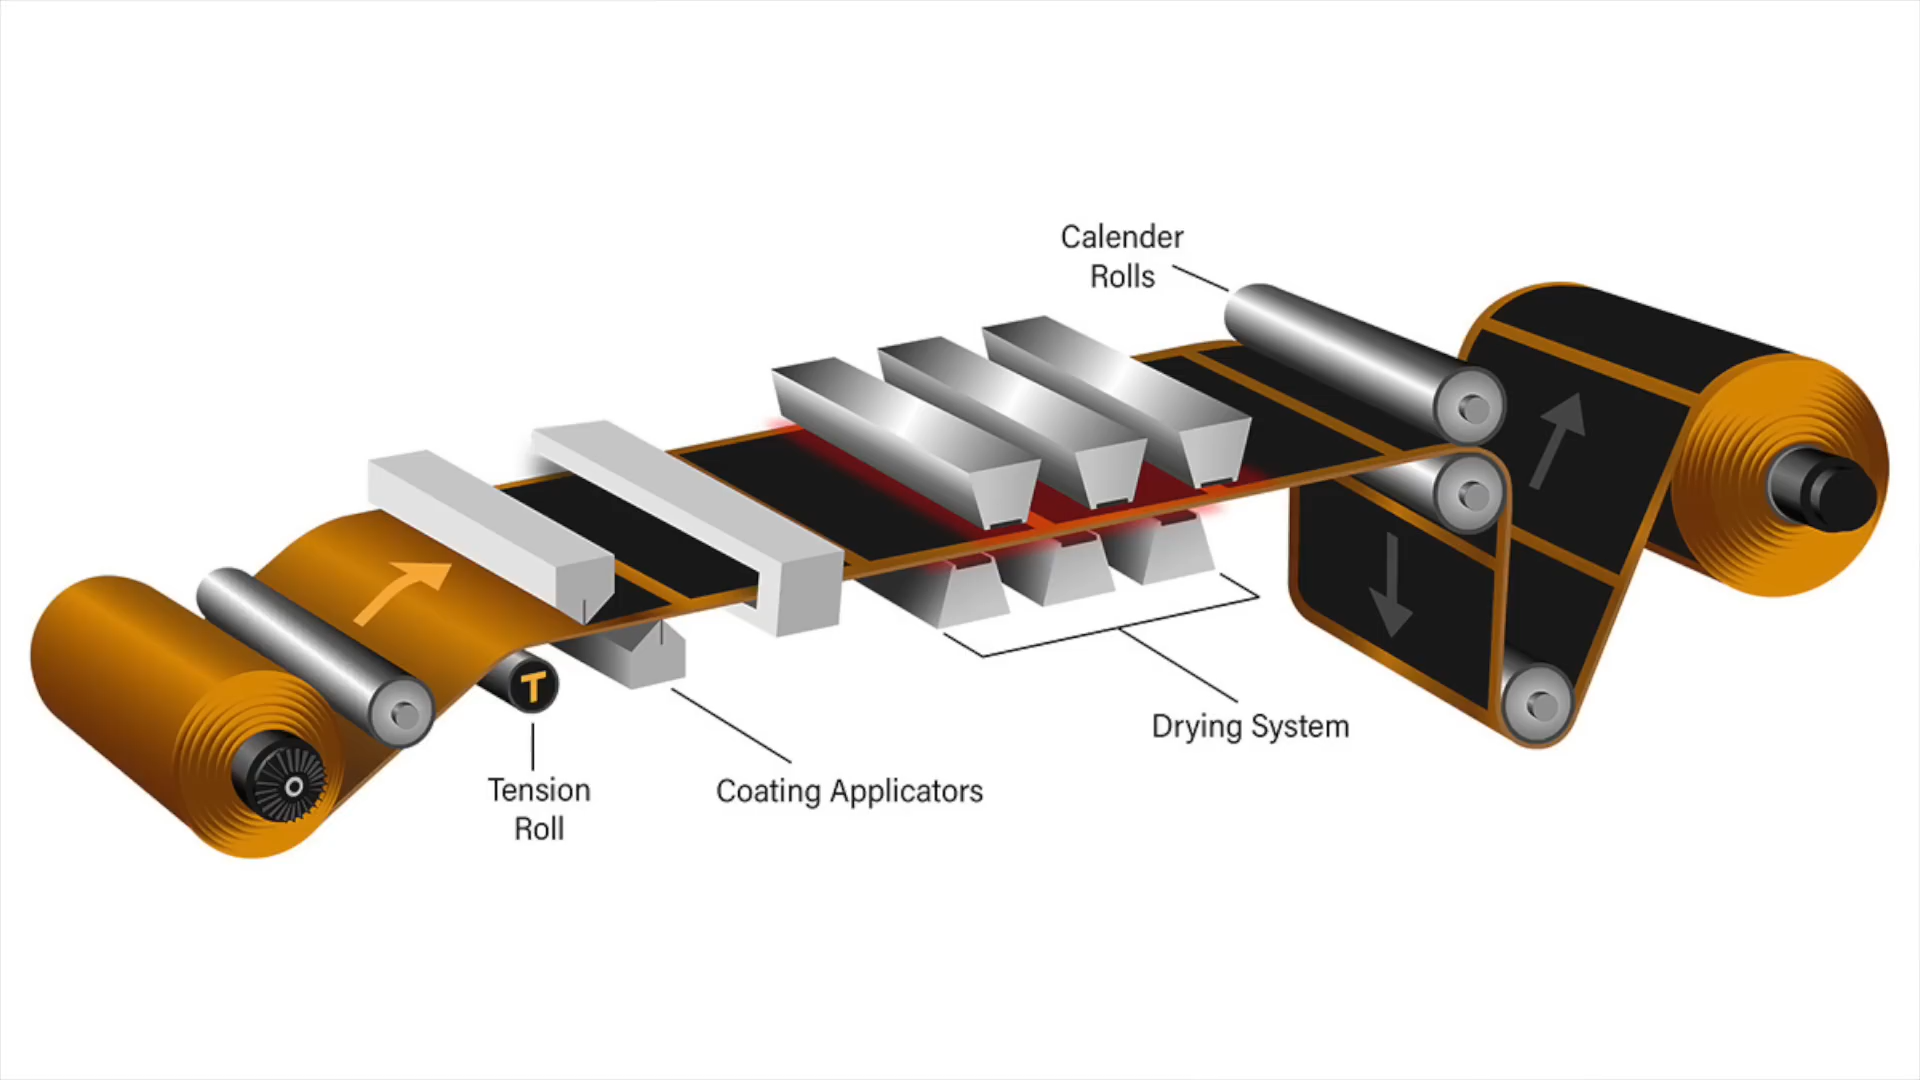 Calender
Rolls
T
Tension
Roll
Coating Applicators
Drying System